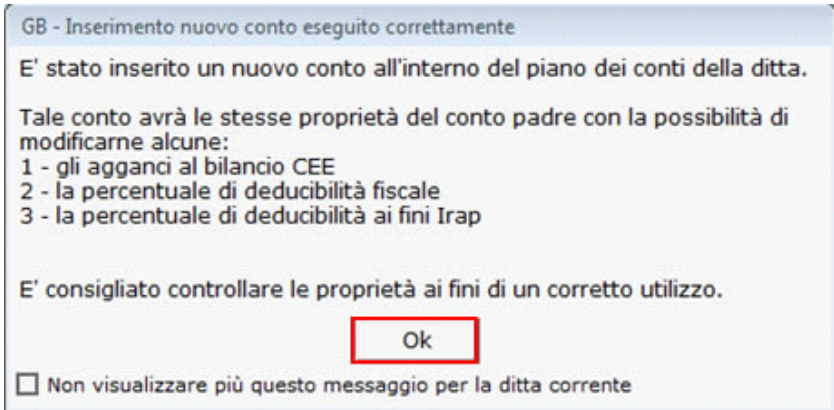 GB - Inserimento nuovo conto eseguito correttamente
E' stato inserito un nuovo conto all'interno del piano dei conti della ditta.
Tale conto avrà le stesse proprietà del conto padre con la possibilità di
modificarne alcune:
1 - gli agganci al bilancio CEE
2 - la percentuale di deducibilità fiscale
3 - la percentuale di deducibilità ai fini Irap
E' consigliato controllare le proprietà ai fini di un corretto utilizzo.
Ok
Non visualizzare più questo messaggio per la ditta corrente